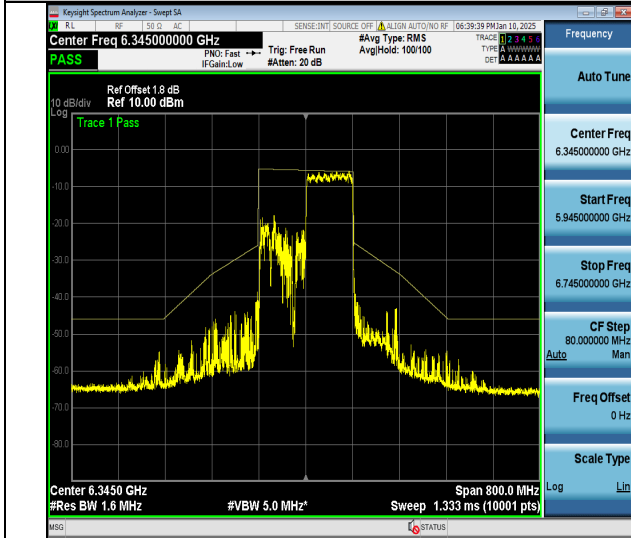 Keysight Spectrum Analyzer - Swept SA
RL RF 50 Ω AC SENSE:INT SOURCE OFF ALIGN AUTO/NO RF 06:39:39 PM Jan 10, 2025
Center Freq 6.345000000 GHz
PASS
PNO: Fast
IFGain:Low
Trig: Free Run
#Atten: 20 dB
#Avg Type: RMS
Avg|Hold: 100/100
TRACE 1 2 3 4 5 6
TYPE A WWWWW
DET A A A A A A
Frequency
Auto Tune
Center Freq
6.345000000 GHz
Start Freq
5.945000000 GHz
Stop Freq
6.745000000 GHz
CF Step
80.000000 MHz
Auto Man
Freq Offset
0 Hz
Scale Type
Log Lin
Ref Offset 1.8 dB
10 dB/div Ref 10.00 dBm
Log
Trace 1 Pass
0.00
-10.0
-20.0
-30.0
-40.0
-50.0
-60.0
-70.0
-80.0
Center 6.3450 GHz Span 800.0 MHz
#Res BW 1.6 MHz #VBW 5.0 MHz* Sweep 1.333 ms (10001 pts)
MSG STATUS